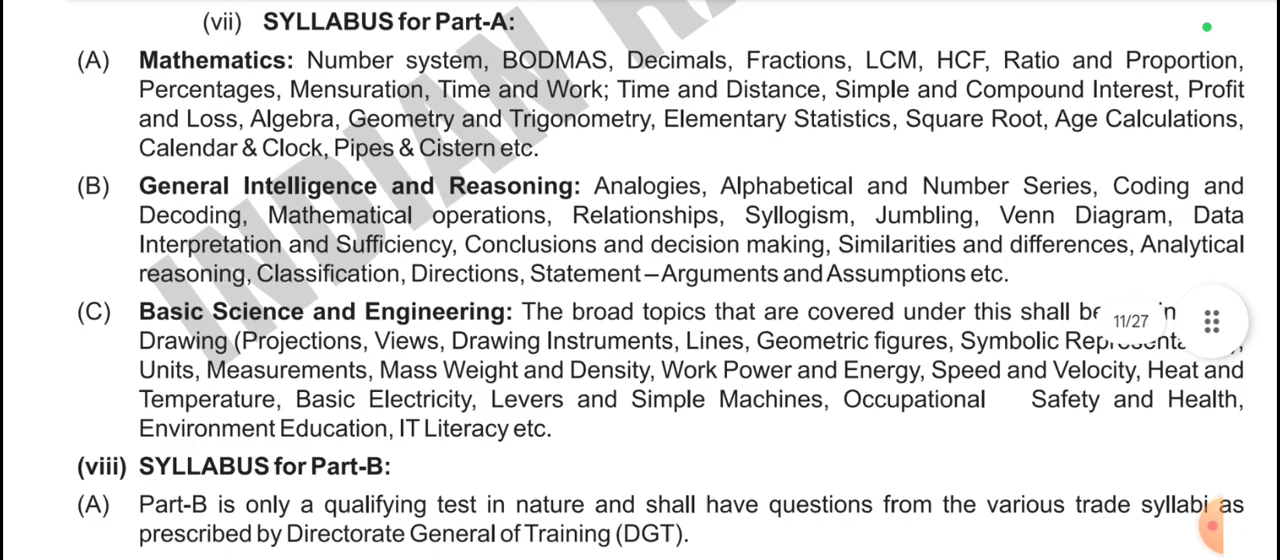 (vii) SYLLABUS for Part-A:
(A) Mathematics: Number system, BODMAS, Decimals, Fractions, LCM, HCF, Ratio and Proportion,
Percentages, Mensuration, Time and Work; Time and Distance, Simple and Compound Interest, Profit
and Loss, Algebra, Geometry and Trigonometry, Elementary Statistics, Square Root, Age Calculations,
Calendar & Clock, Pipes & Cistern etc.
(B) General Intelligence and Reasoning: Analogies, Alphabetical and Number Series, Coding and
Decoding, Mathematical operations, Relationships, Syllogism, Jumbling, Venn Diagram, Data
Interpretation and Sufficiency, Conclusions and decision making, Similarities and differences, Analytical
reasoning, Classification, Directions, Statement – Arguments and Assumptions etc.
(C) Basic Science and Engineering: The broad topics that are covered under this shall be
11/27
Drawing (Projections, Views, Drawing Instruments, Lines, Geometric figures, Symbolic
Units, Measurements, Mass Weight and Density, Work Power and Energy, Speed and Velocity, Heat and
Temperature, Basic Electricity, Levers and Simple Machines, Occupational Safety and Health,
Environment Education, IT Literacy etc.
(viii) SYLLABUS for Part-B:
(A) Part-B is only a qualifying test in nature and shall have questions from the various trade syllabi as
prescribed by Directorate General of Training (DGT).
INDIAN